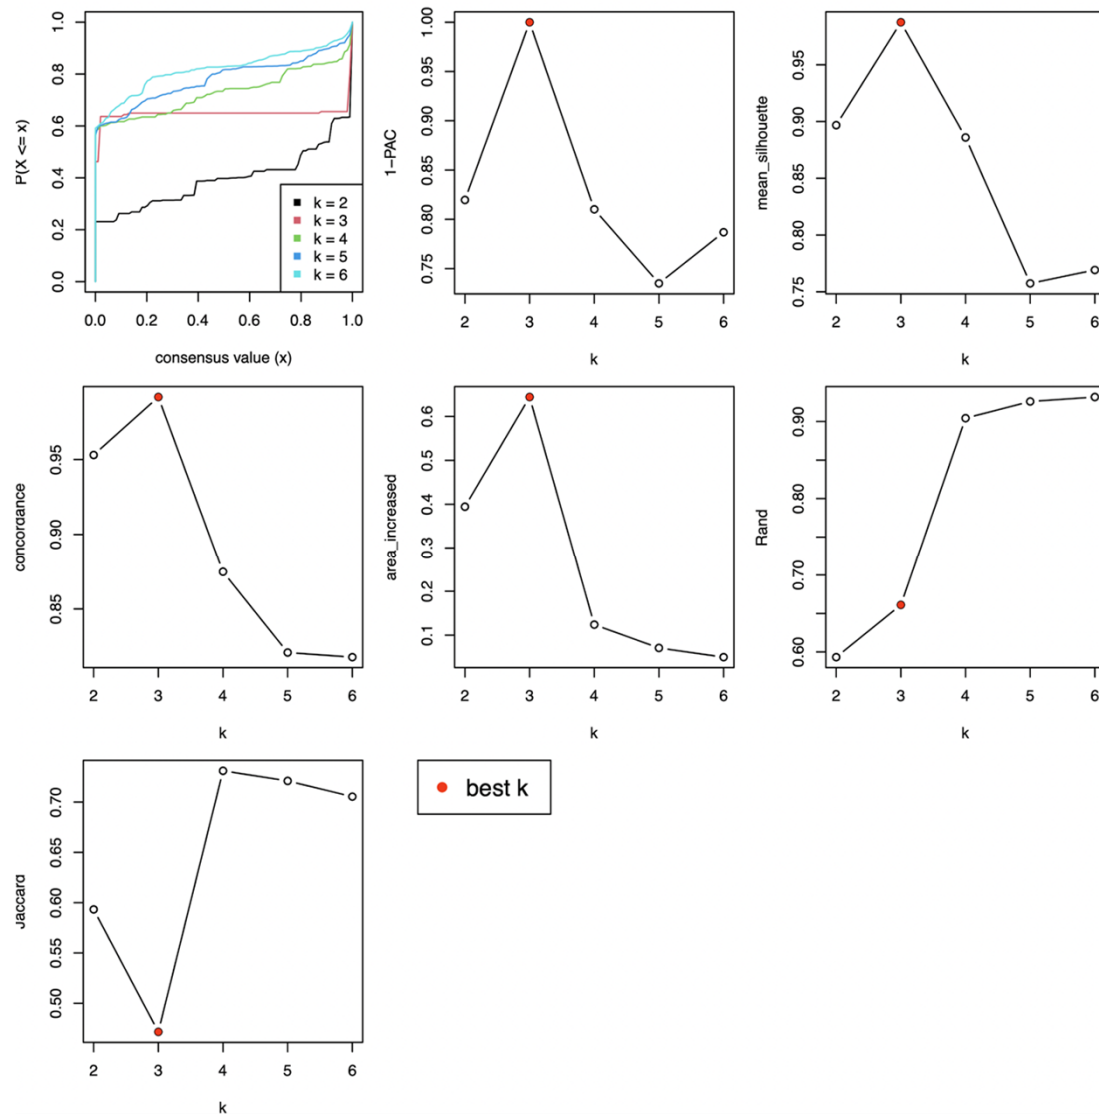 P(X <= x)
1.0
0.8
0.6
0.4
0.2
0.0
k = 2
k = 3
k = 4
k = 5
k = 6
0.0 0.2 0.4 0.6 0.8 1.0
consensus value (x)
1-PAC
1.00
0.95
0.90
0.85
0.80
0.75
2 3 4 5 6
k
mean_silhouette
0.95
0.90
0.85
0.80
0.75
2 3 4 5 6
k
concordance
0.95
0.90
0.85
2 3 4 5 6
k
area_increased
0.6
0.5
0.4
0.3
0.2
0.1
2 3 4 5 6
k
Rand
0.90
0.80
0.70
0.60
2 3 4 5 6
k
Jaccard
0.70
0.65
0.60
0.55
0.50
2 3 4 5 6
k
best k